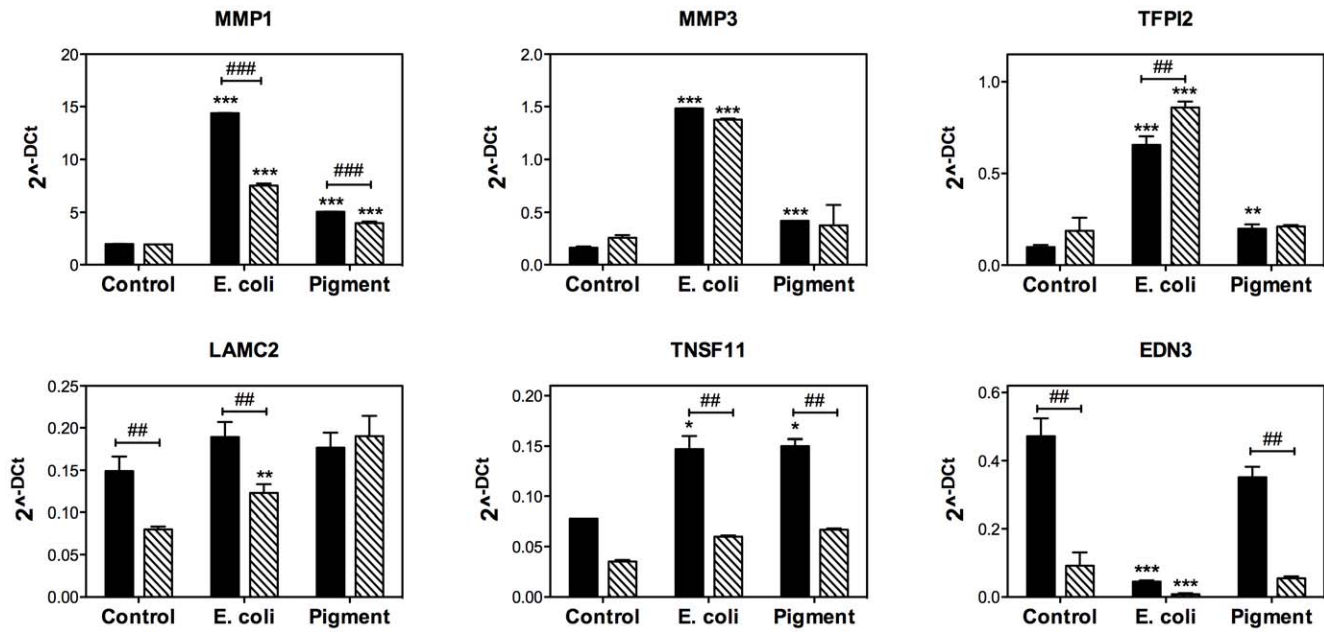 MMP1
20
15
10
5
0
2^-DCt
***
###
***
***
###
***
Control E. coli Pigment
MMP3
2.0
1.5
1.0
0.5
0.0
2^-DCt
***
***
***
Control E. coli Pigment
TFPI2
1.0
0.5
0.0
2^-DCt
##
***
***
**
Control E. coli Pigment
LAMC2
0.25
0.20
0.15
0.10
0.05
0.00
2^-DCt
##
##
**
Control E. coli Pigment
TNSF11
0.20
0.15
0.10
0.05
0.00
2^-DCt
*
##
*
##
Control E. coli Pigment
EDN3
0.6
0.4
0.2
0.0
2^-DCt
##
***
***
##
Control E. coli Pigment